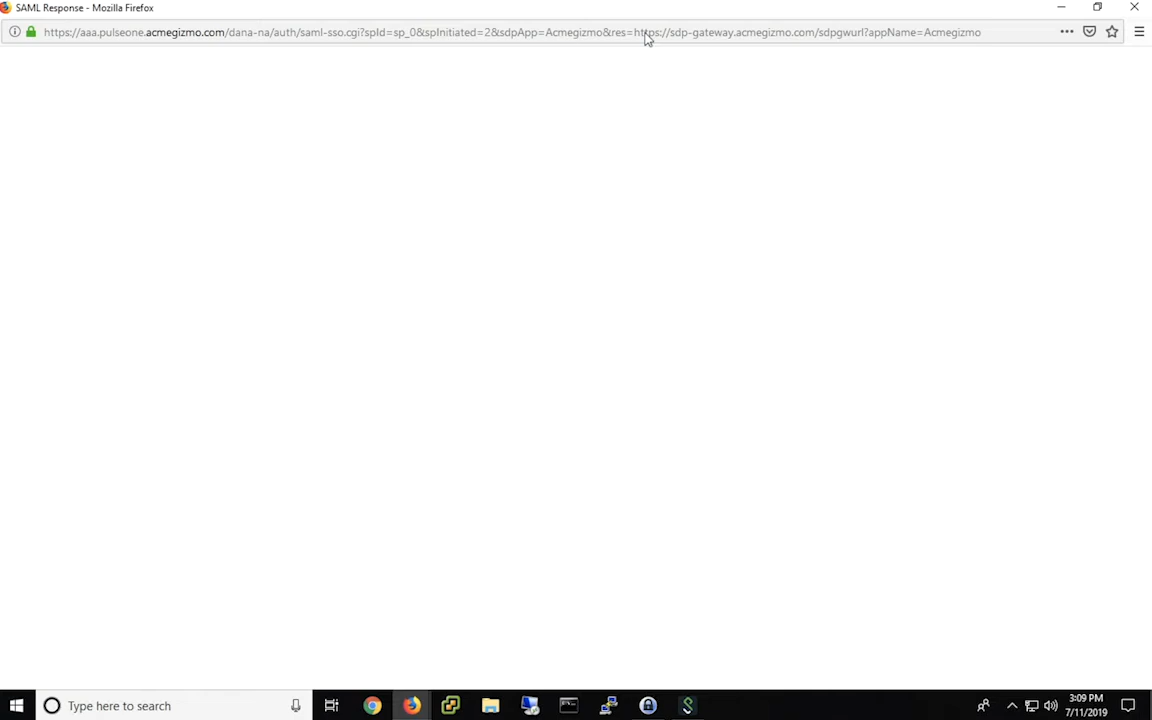 SAML Response - Mozilla Firefox
https://aaa.pulseone.acmegizmo.com/dana-na/auth/saml-sso.cgi?spId=sp_0&spInitiated=2&sdpApp=Acmegizmo&res=https://sdp-gateway.acmegizmo.com/sdpgwurl?appName=Acmegizmo
Type here to search
3:09 PM
7/11/2019